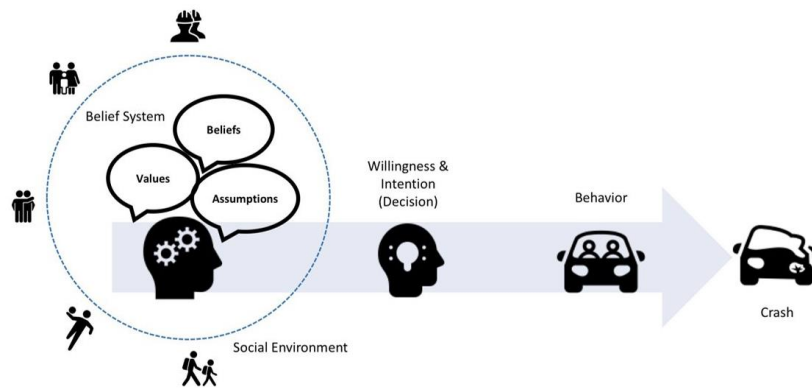 Belief System
Beliefs
Values
Assumptions
Social Environment
Willingness &
Intention
(Decision)
Behavior
Crash